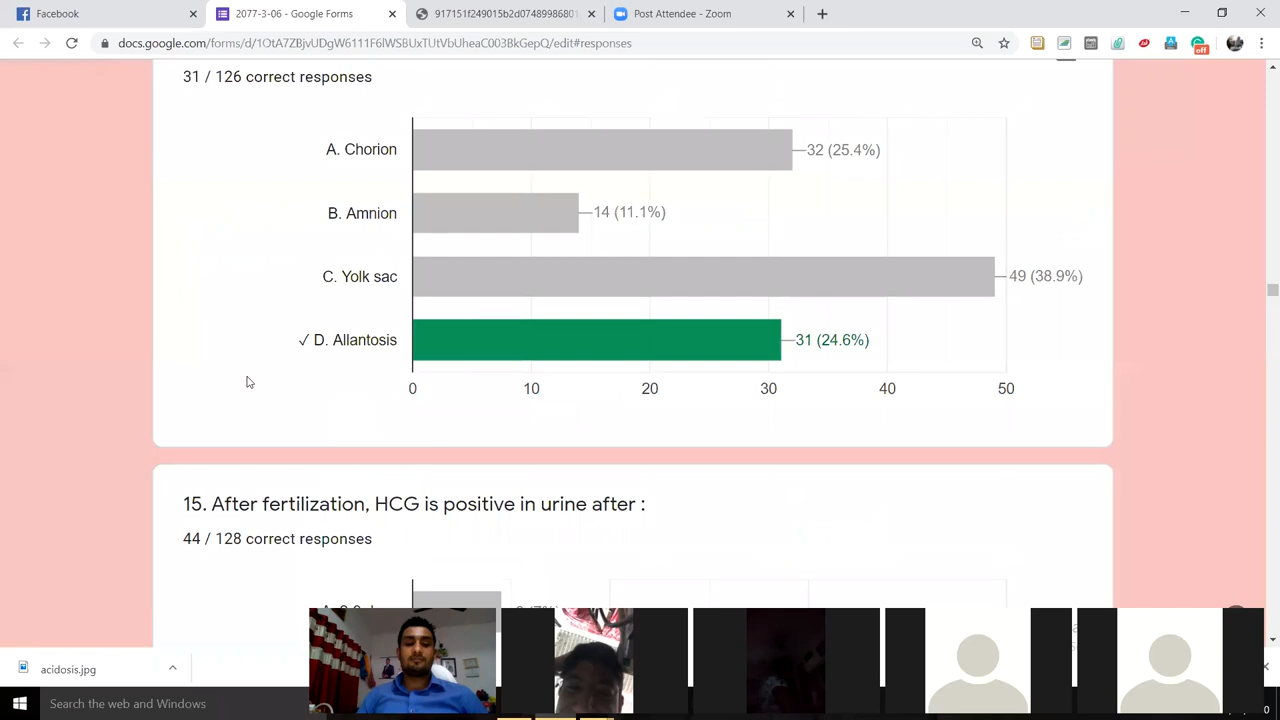 Facebook
2077-3-06 - Google Forms
917151f249015b2d07489986801
Post Attendee - Zoom
docs.google.com/forms/d/1OtA7ZBjvUDgW6111F6lWSBUxTUtVbUheaC003BkGepQ/edit#responses
off
31 / 126 correct responses
A. Chorion
32 (25.4%)
B. Amnion
14 (11.1%)
C. Yolk sac
49 (38.9%)
✓ D. Allantosis
31 (24.6%)
0 10 20 30 40 50
15. After fertilization, HCG is positive in urine after :
44 / 128 correct responses
acidosis.jpg
Search the web and Windows